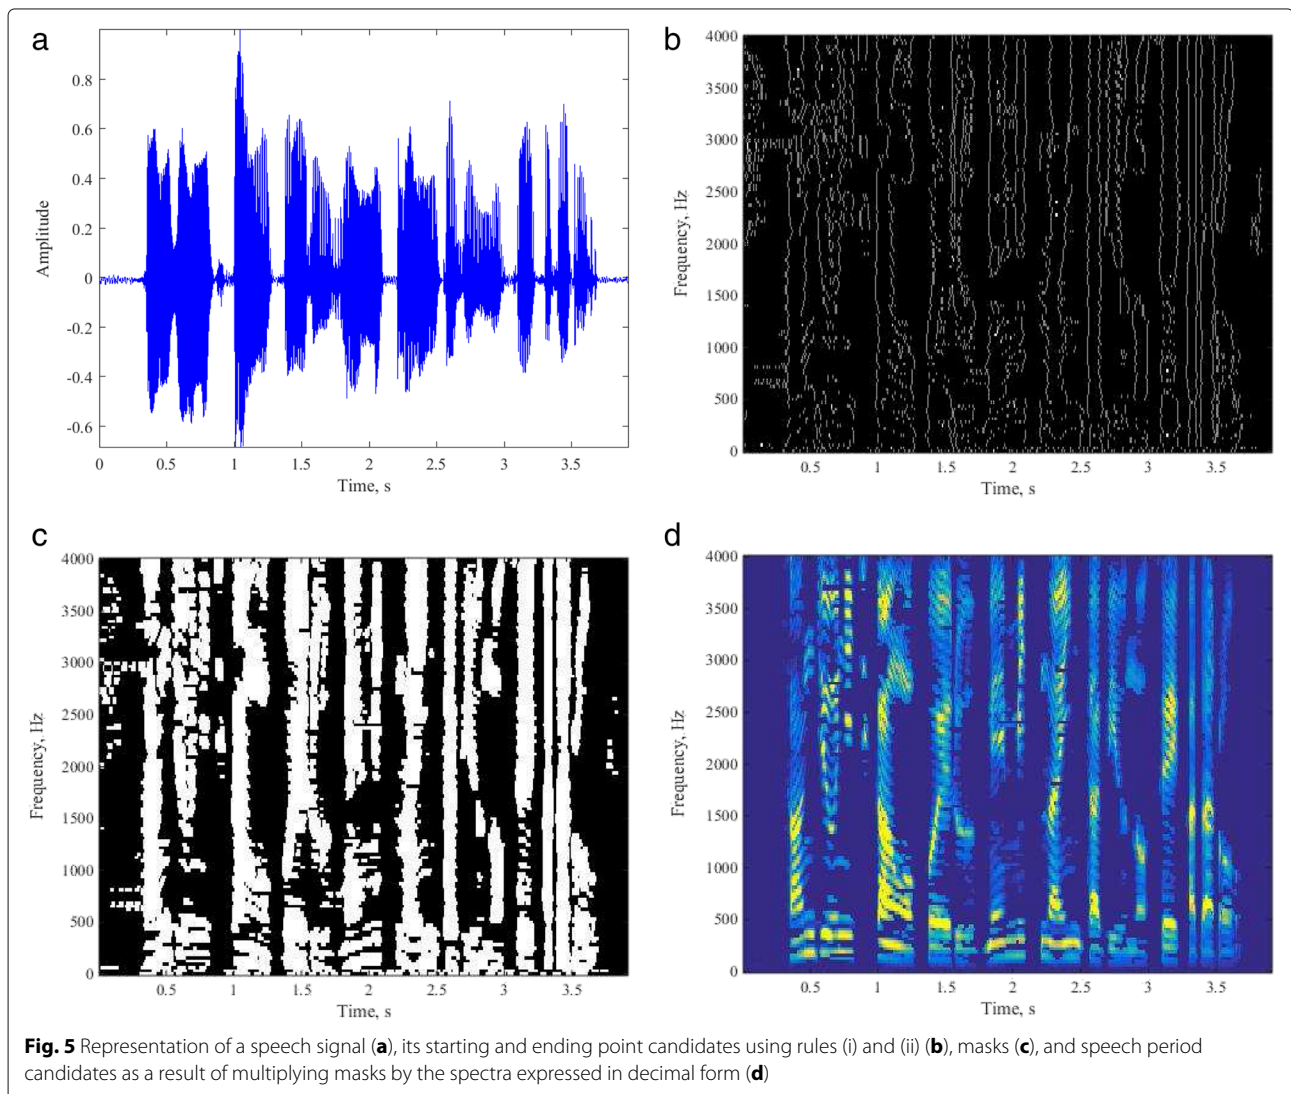 a
0.8
0.6
0.4
0.2
0
-0.2
-0.4
-0.6
Amplitude
0 0.5 1 1.5 2 2.5 3 3.5
Time, s
b
4000
3500
3000
2500
2000
1500
1000
500
0
Frequency, Hz
0.5 1 1.5 2 2.5 3 3.5
Time, s
c
4000
3500
3000
2500
2000
1500
1000
500
0
Frequency, Hz
0.5 1 1.5 2 2.5 3 3.5
Time, s
d
4000
3500
3000
2500
2000
1500
1000
500
0
Frequency, Hz
0.5 1 1.5 2 2.5 3 3.5
Time, s
Fig. 5 Representation of a speech signal (a), its starting and ending point candidates using rules (i) and (ii) (b), masks (c), and speech period
candidates as a result of multiplying masks by the spectra expressed in decimal form (d)